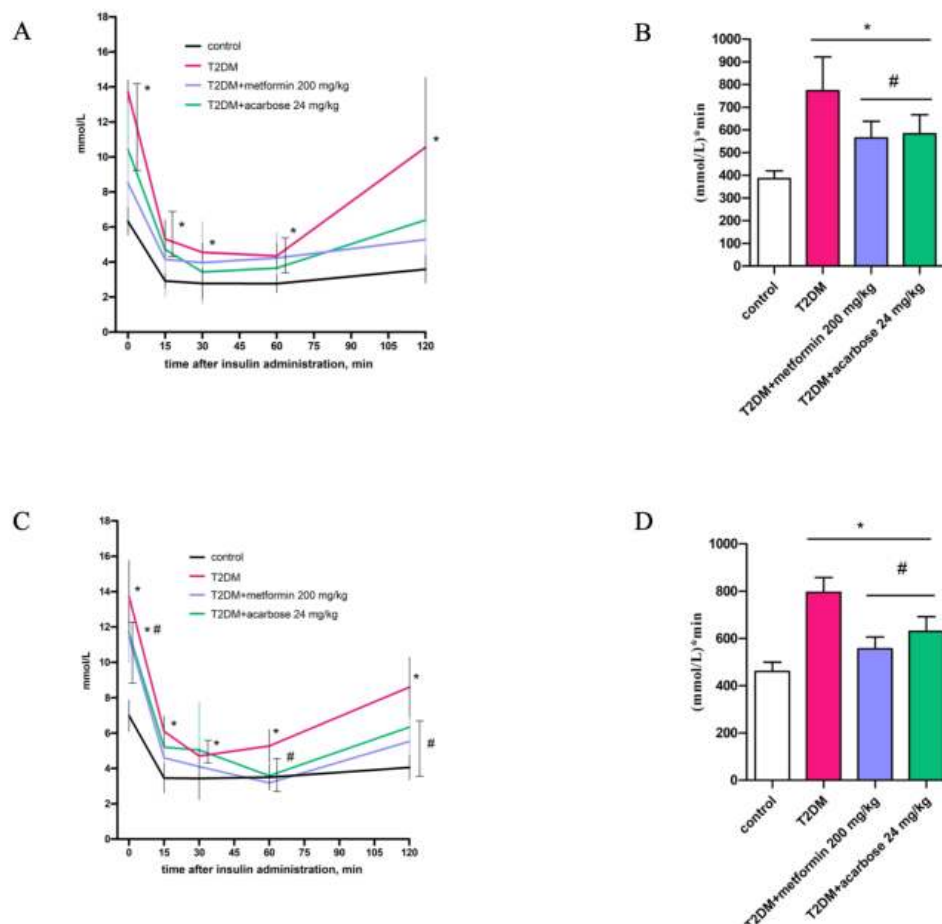 A
18
16
14
12
10
8
6
4
2
0
mmol/L
control
T2DM
T2DM+metformin 200 mg/kg
T2DM+acarbose 24 mg/kg
*
*
*
*
*
0 15 30 45 60 75 90 105 120
time after insulin administration, min
B
1000
900
800
700
600
500
400
300
200
100
0
(mmol/L)*min
*
#
control
T2DM
T2DM+metformin 200 mg/kg
T2DM+acarbose 24 mg/kg
C
18
16
14
12
10
8
6
4
2
0
mmol/L
control
T2DM
T2DM+metformin 200 mg/kg
T2DM+acarbose 24 mg/kg
*
* #
*
*
*
#
*
#
0 15 30 45 60 75 90 105 120
time after insulin administration, min
D
1000
800
600
400
200
0
(mmol/L)*min
*
#
control
T2DM
T2DM+metformin 200 mg/kg
T2DM+acarbose 24 mg/kg